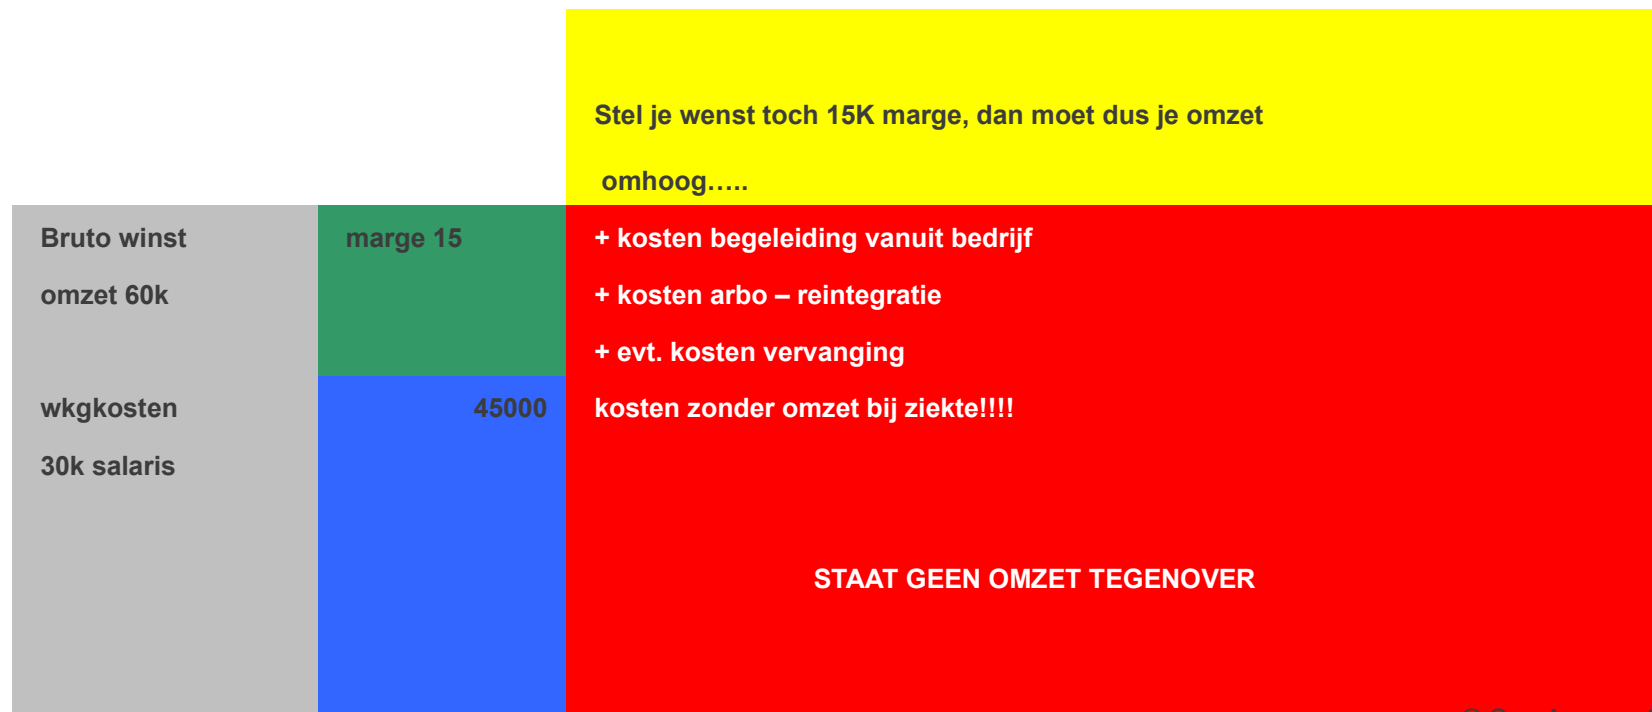 Stel je wenst toch 15K marge, dan moet dus je omzet
omhoog…..
Bruto winst
marge 15
+ kosten begeleiding vanuit bedrijf
omzet 60k
+ kosten arbo – reintegratie
+ evt. kosten vervanging
wkgkosten
45000
kosten zonder omzet bij ziekte!!!!
30k salaris
STAAT GEEN OMZET TEGENOVER